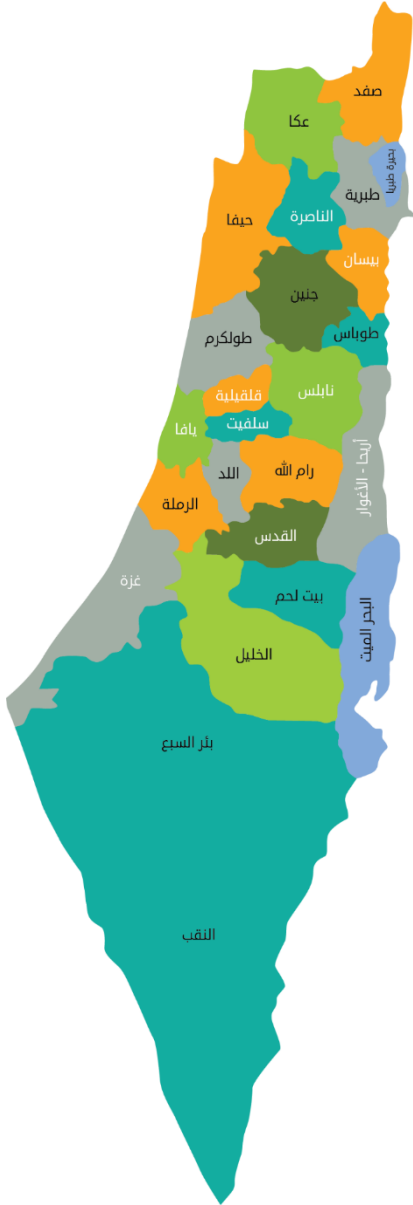 صفد
عكا
بحيرة طبريا
طبرية
الناصرة
حيفا
بيسان
جنين
طوباس
طولكرم
نابلس
قلقيلية
سلفيت
يافا
أريحا - الأغوار
رام الله
اللد
الرملة
القدس
غزة
بيت لحم
البحر الميت
الخليل
بئر السبع
النقب